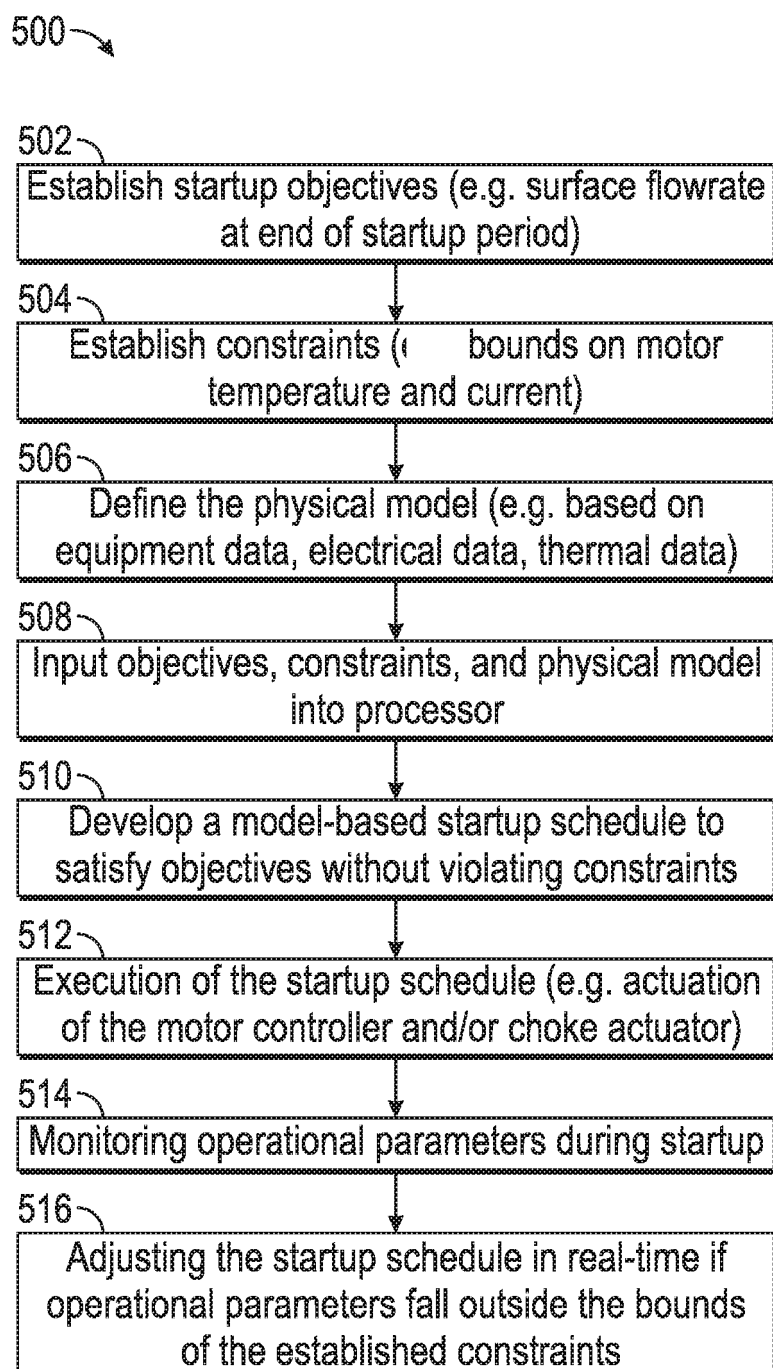 500
502
Establish startup objectives (e.g. surface flowrate
at end of startup period)
504
Establish constraints ( bounds on motor
temperature and current)
506
Define the physical model (e.g. based on
equipment data, electrical data, thermal data)
508
Input objectives, constraints, and physical model
into processor
510
Develop a model-based startup schedule to
satisfy objectives without violating constraints
512
Execution of the startup schedule (e.g. actuation
of the motor controller and/or choke actuator)
514
Monitoring operational parameters during startup
516
Adjusting the startup schedule in real-time if
operational parameters fall outside the bounds
of the established constraints